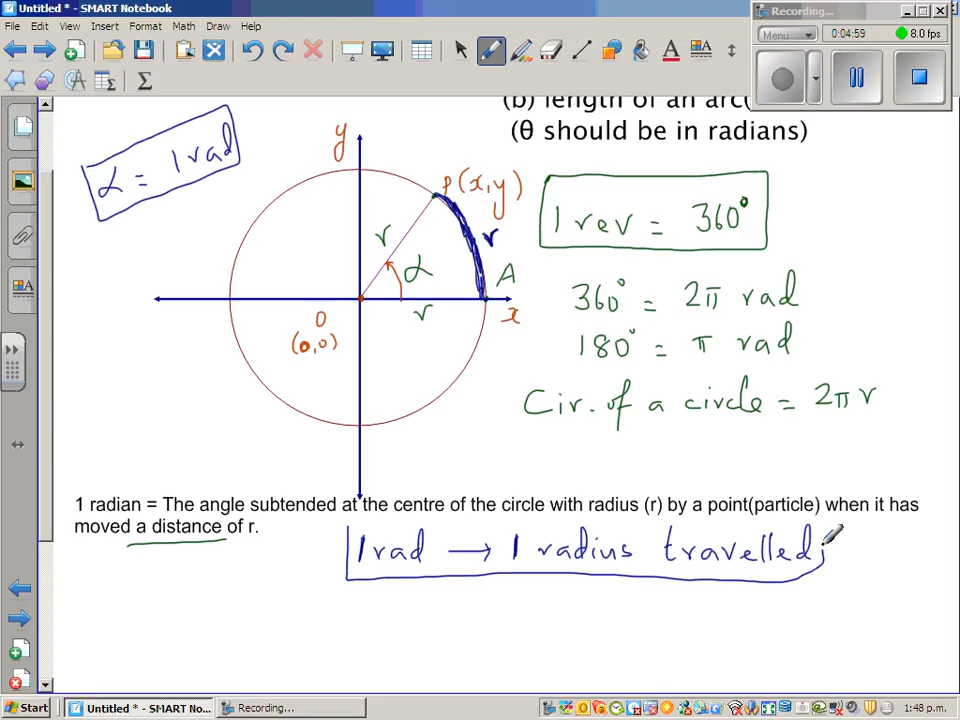 Untitled * - SMART Notebook
Recording...
File Edit View Insert Format Math Draw Help
Menu 0:04:59 8.0 fps
(b) length of an arc(
(θ should be in radians)
α = 1 rad
y
P(x,y)
1 rev = 360°
r
r
α
A
360° = 2π rad
r
x
O
(0,0)
180° = π rad
Cir. of a circle = 2πr
1 radian = The angle subtended at the centre of the circle with radius (r) by a point(particle) when it has
moved a distance of r.
1 rad → 1 radius travelled
Start Untitled * - SMART No... Recording... 1:48 p.m.